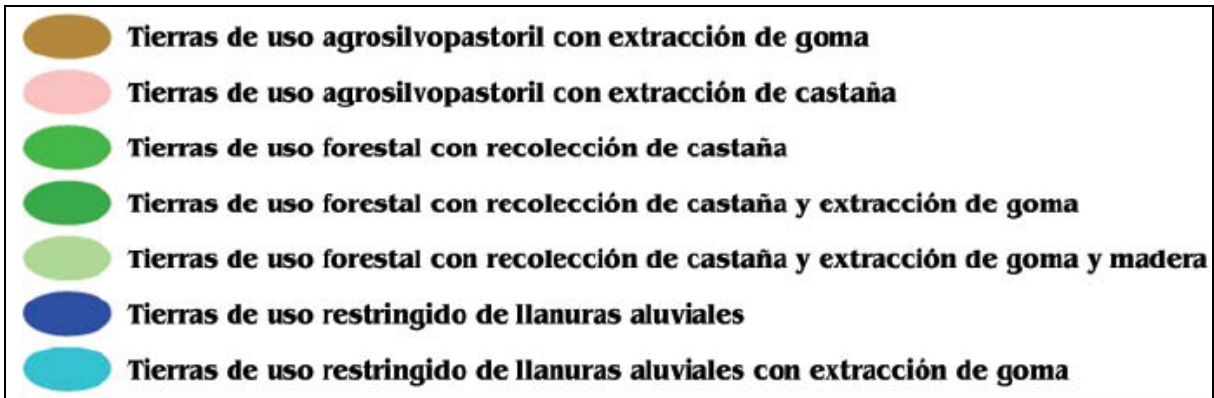 Tierras de uso agrosilvopastoril con extracción de goma
Tierras de uso agrosilvopastoril con extracción de castaña
Tierras de uso forestal con recolección de castaña
Tierras de uso forestal con recolección de castaña y extracción de goma
Tierras de uso forestal con recolección de castaña y extracción de goma y madera
Tierras de uso restringido de llanuras aluviales
Tierras de uso restringido de llanuras aluviales con extracción de goma